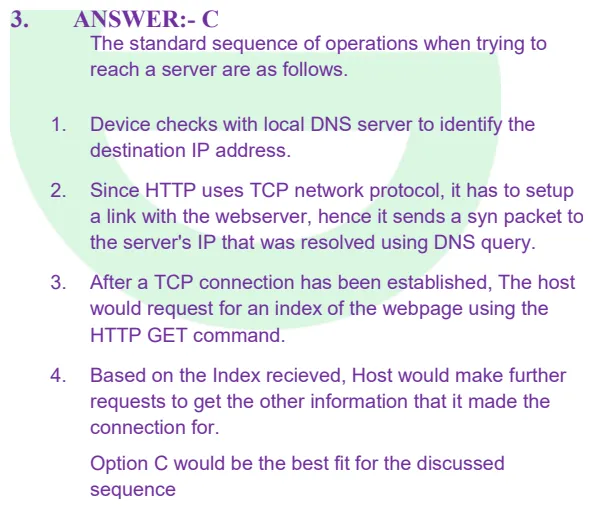 3. ANSWER:- C
The standard sequence of operations when trying to
reach a server are as follows.
1. Device checks with local DNS server to identify the
destination IP address.
2. Since HTTP uses TCP network protocol, it has to setup
a link with the webserver, hence it sends a syn packet to
the server's IP that was resolved using DNS query.
3. After a TCP connection has been established, The host
would request for an index of the webpage using the
HTTP GET command.
4. Based on the Index recieved, Host would make further
requests to get the other information that it made the
connection for.
Option C would be the best fit for the discussed
sequence